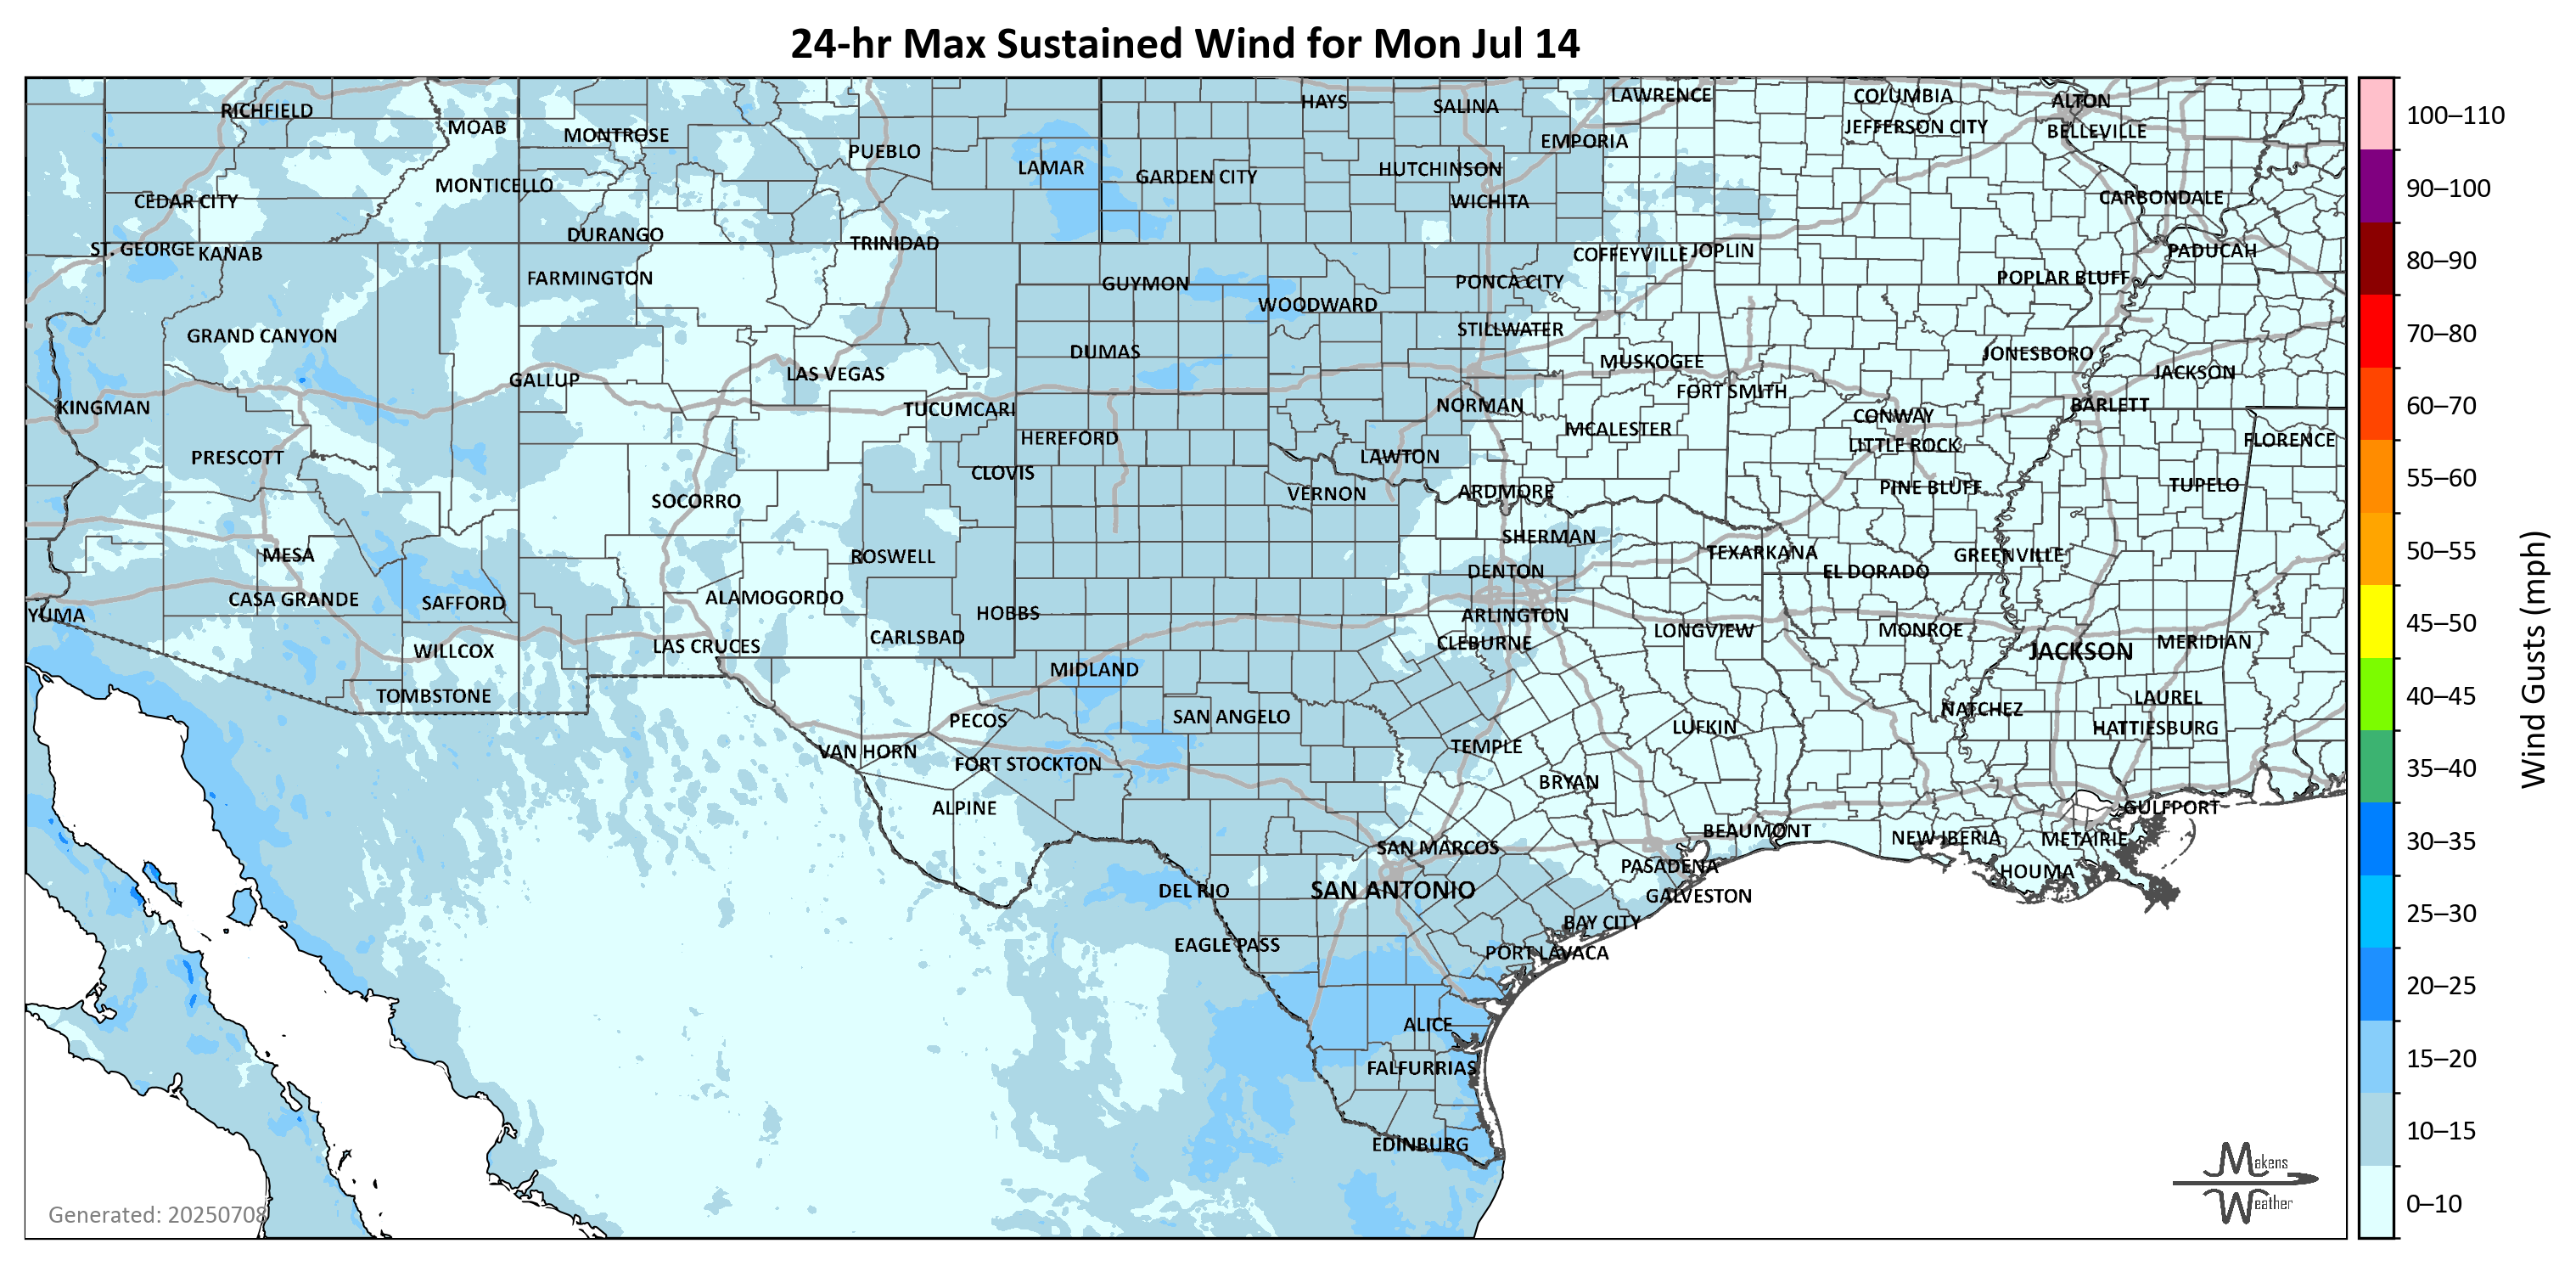 24-hr Max Sustained Wind for Mon Jul 14
RICHFIELD
MOAB
MONTROSE
PUEBLO
LAMAR
HAYS
SALINA
LAWRENCE
EMPORIA
COLUMBIA
JEFFERSON CITY
ALTON
BELLEVILLE
CEDAR CITY
MONTICELLO
GARDEN CITY
HUTCHINSON
WICHITA
CARBONDALE
ST. GEORGE
KANAB
DURANGO
TRINIDAD
COFFEYVILLE
JOPLIN
PADUCAH
FARMINGTON
GUYMON
WOODWARD
PONCA CITY
POPLAR BLUFF
GRAND CANYON
DUMAS
STILLWATER
MUSKOGEE
JONESBORO
JACKSON
KINGMAN
GALLUP
LAS VEGAS
TUCUMCARI
NORMAN
FORT SMITH
CONWAY
BARLETT
PRESCOTT
HEREFORD
CLOVIS
LAWTON
MCALESTER
LITTLE ROCK
FLORENCE
SOCORRO
VERNON
ARDMORE
PINE BLUFF
TUPELO
MESA
ROSWELL
SHERMAN
TEXARKANA
GREENVILLE
CASA GRANDE
SAFFORD
ALAMOGORDO
HOBBS
DENTON
EL DORADO
YUMA
WILLCOX
LAS CRUCES
CARLSBAD
ARLINGTON
CLEBURNE
LONGVIEW
MONROE
JACKSON
MERIDIAN
TOMBSTONE
MIDLAND
PECOS
SAN ANGELO
LAUREL
NATCHEZ
HATTIESBURG
VAN HORN
FORT STOCKTON
TEMPLE
LUFKIN
ALPINE
BRYAN
GULFPORT
SAN MARCOS
BEAUMONT
NEW IBERIA
METAIRIE
DEL RIO
SAN ANTONIO
PASADENA
GALVESTON
HOUMA
EAGLE PASS
BAY CITY
PORT LAVACA
ALICE
FALFURRIAS
EDINBURG
Generated: 20250708
Makens
Weather
100–110
90–100
80–90
70–80
60–70
55–60
50–55
45–50
40–45
35–40
30–35
25–30
20–25
15–20
10–15
0–10
Wind Gusts (mph)